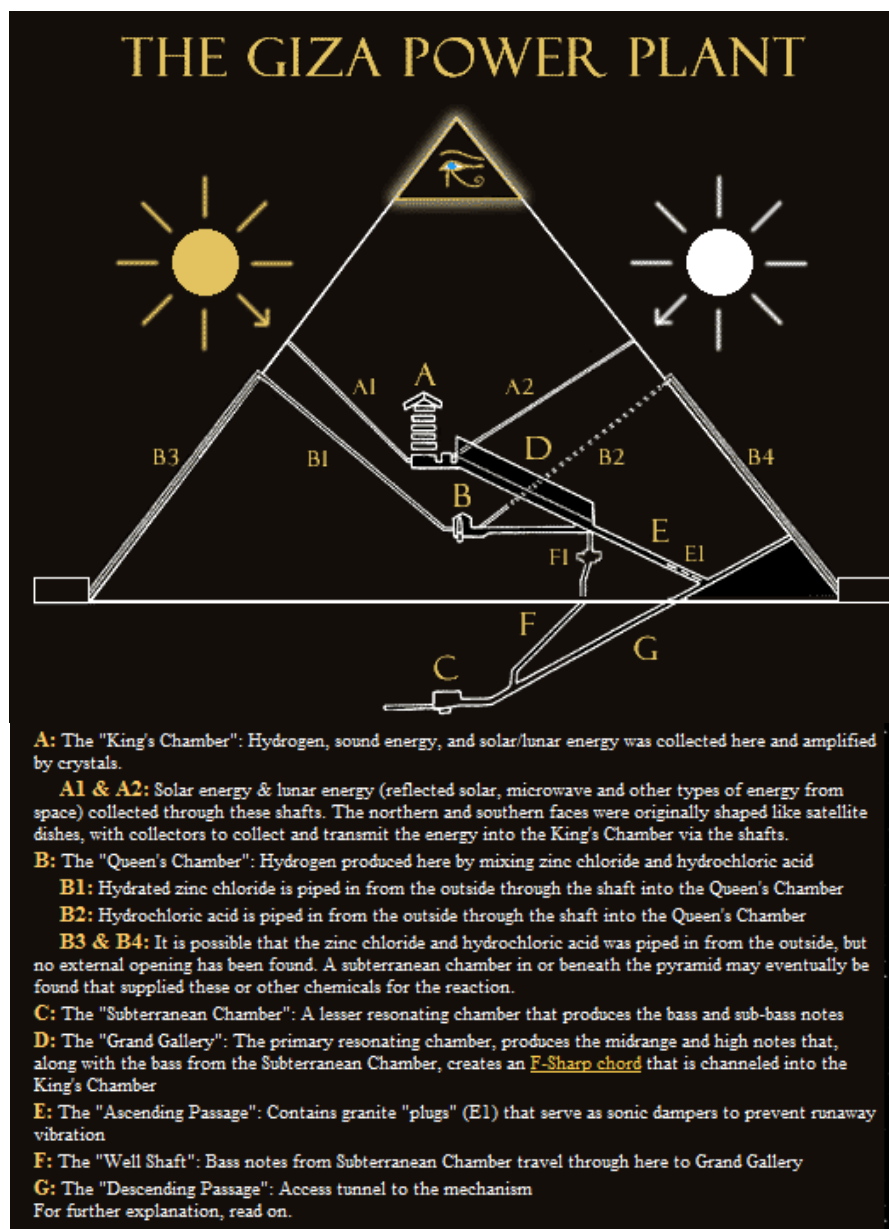 THE GIZA POWER PLANT
A
A1
A2
D
B3
B1
B2
B4
B
E
F1
E1
F
G
C
A: The "King's Chamber": Hydrogen, sound energy, and solar/lunar energy was collected here and amplified
by crystals.
A1 & A2: Solar energy & lunar energy (reflected solar, microwave and other types of energy from
space) collected through these shafts. The northern and southern faces were originally shaped like satellite
dishes, with collectors to collect and transmit the energy into the King's Chamber via the shafts.
B: The "Queen's Chamber": Hydrogen produced here by mixing zinc chloride and hydrochloric acid
B1: Hydrated zinc chloride is piped in from the outside through the shaft into the Queen's Chamber
B2: Hydrochloric acid is piped in from the outside through the shaft into the Queen's Chamber
B3 & B4: It is possible that the zinc chloride and hydrochloric acid was piped in from the outside, but
no external opening has been found. A subterranean chamber in or beneath the pyramid may eventually be
found that supplied these or other chemicals for the reaction.
C: The "Subterranean Chamber": A lesser resonating chamber that produces the bass and sub-bass notes
D: The "Grand Gallery": The primary resonating chamber, produces the midrange and high notes that,
along with the bass from the Subterranean Chamber, creates an F-Sharp chord that is channeled into the
King's Chamber
E: The "Ascending Passage": Contains granite "plugs" (E1) that serve as sonic dampers to prevent runaway
vibration
F: The "Well Shaft": Bass notes from Subterranean Chamber travel through here to Grand Gallery
G: The "Descending Passage": Access tunnel to the mechanism
For further explanation, read on.